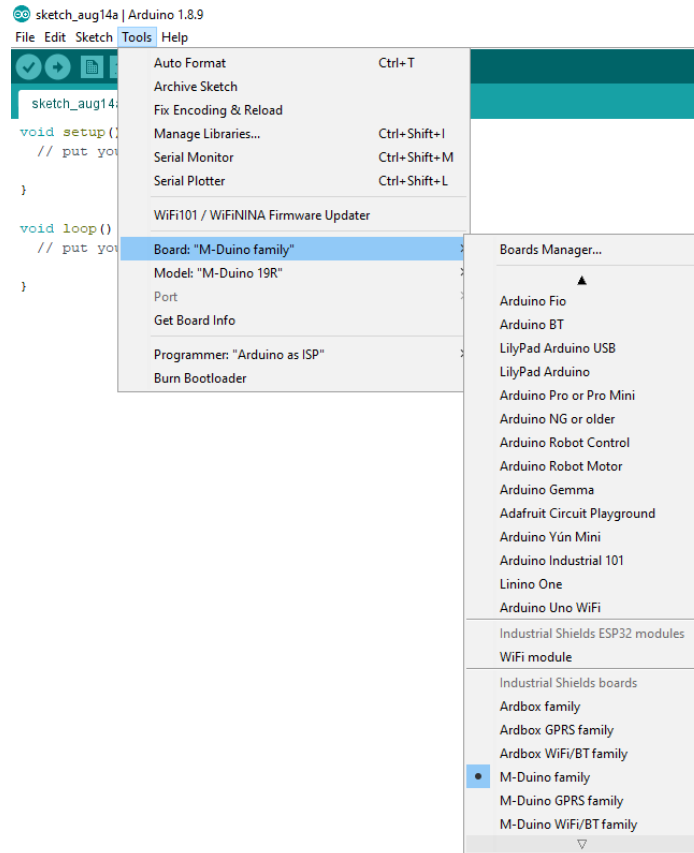 sketch_aug14a | Arduino 1.8.9
File Edit Sketch Tools Help
sketch_aug14a
void setup()
// put you
}
void loop()
// put you
}
Auto Format Ctrl+T
Archive Sketch
Fix Encoding & Reload
Manage Libraries... Ctrl+Shift+I
Serial Monitor Ctrl+Shift+M
Serial Plotter Ctrl+Shift+L
WiFi101 / WiFiNINA Firmware Updater
Board: "M-Duino family"
Model: "M-Duino 19R"
Port
Get Board Info
Programmer: "Arduino as ISP"
Burn Bootloader
Boards Manager...
Arduino Fio
Arduino BT
LilyPad Arduino USB
LilyPad Arduino
Arduino Pro or Pro Mini
Arduino NG or older
Arduino Robot Control
Arduino Robot Motor
Arduino Gemma
Adafruit Circuit Playground
Arduino Yún Mini
Arduino Industrial 101
Linino One
Arduino Uno WiFi
Industrial Shields ESP32 modules
WiFi module
Industrial Shields boards
Ardbox family
Ardbox GPRS family
Ardbox WiFi/BT family
M-Duino family
M-Duino GPRS family
M-Duino WiFi/BT family